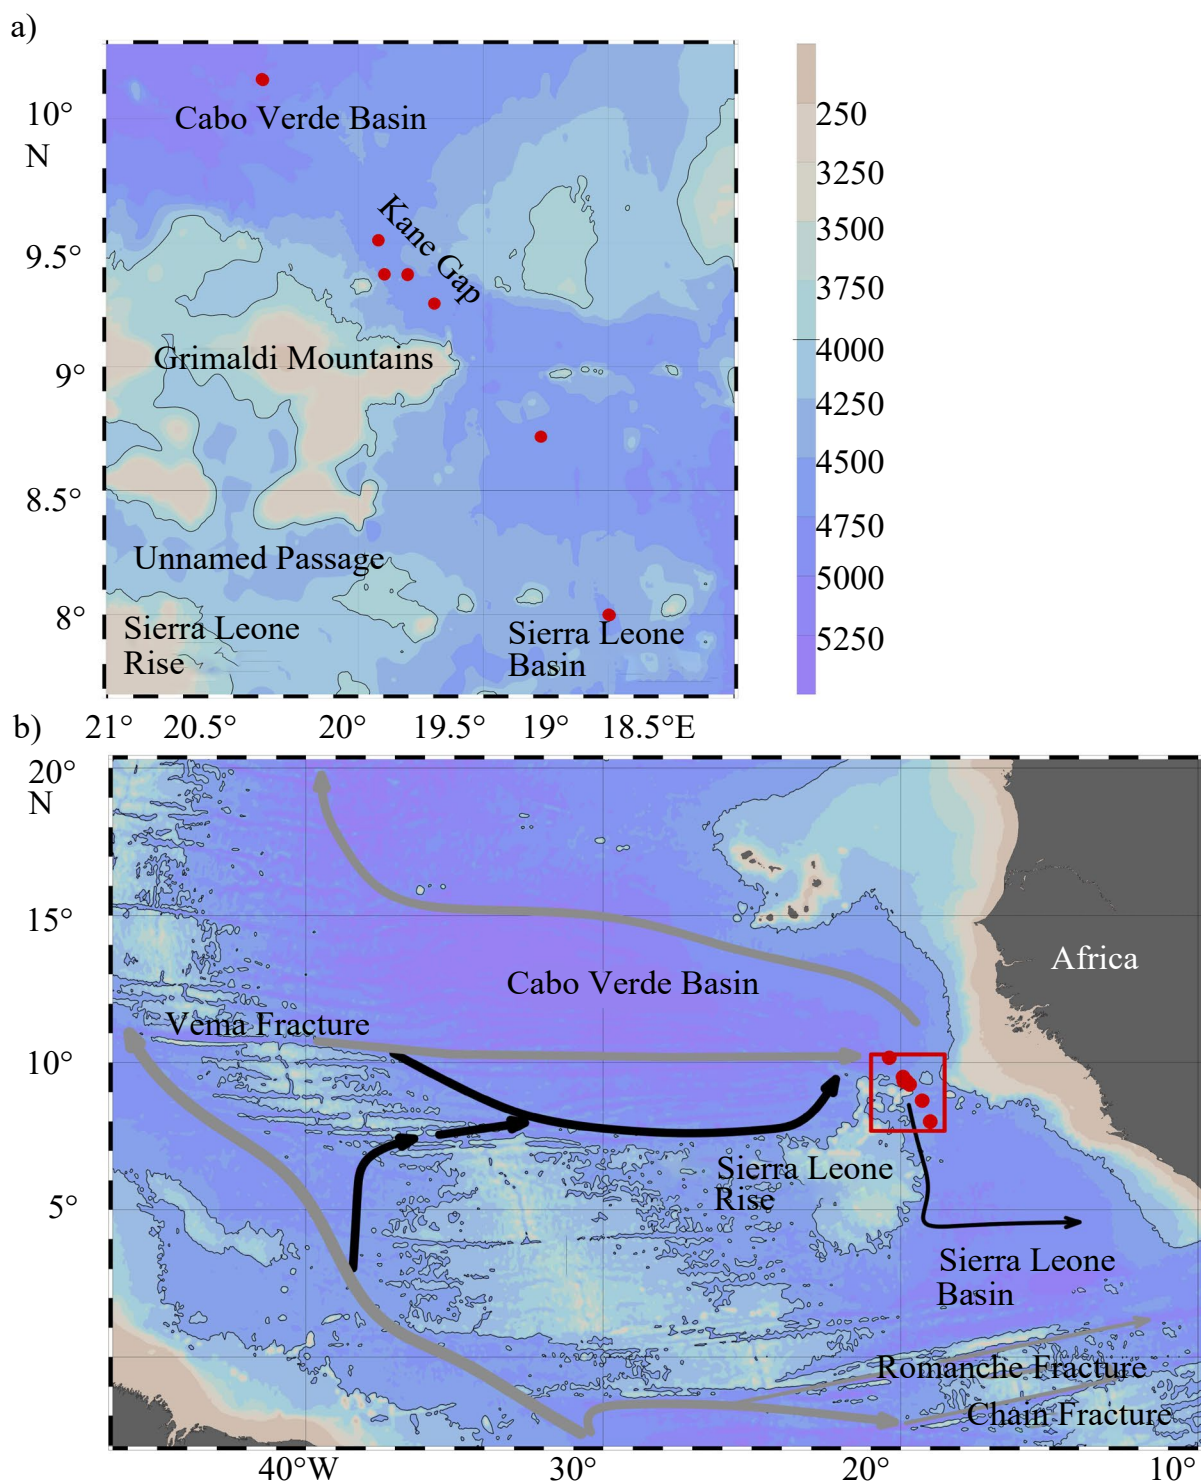 a)
10°
N
9.5°
9°
8.5°
8°
Cabo Verde Basin
Kane Gap
Grimaldi Mountains
Unnamed Passage
Sierra Leone
Rise
Sierra Leone
Basin
21° 20.5° 20° 19.5° 19° 18.5°E
250
3250
3500
3750
4000
4250
4500
4750
5000
5250
b)
20°
N
15°
10°
5°
Africa
Cabo Verde Basin
Vema Fracture
Sierra Leone
Rise
Sierra Leone
Basin
Romanche Fracture
Chain Fracture
40°W 30° 20° 10°